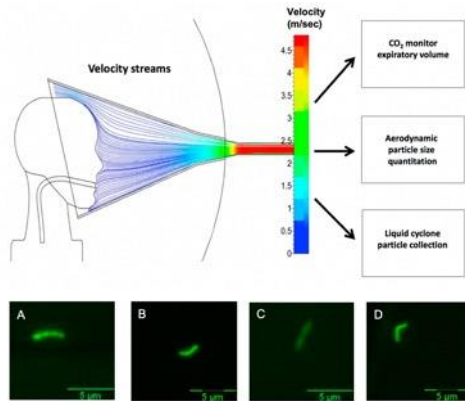 Velocity
(m/sec)
Velocity streams
4.5
4
3.5
3
2.5
2
1.5
1
0.5
0
CO₂ monitor
expiratory volume
Aerodynamic
particle size
quantitation
Liquid cyclone
particle collection
A
5 µm
B
5 µm
C
5 µm
D
5 µm